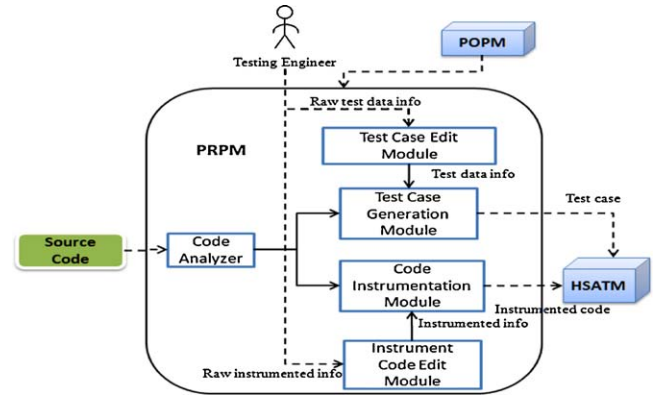 POPM
Testing Engineer
Raw test data info
PRPM
Test Case Edit
Module
Test data info
Test Case
Generation
Module
Test case
Source
Code
Code
Analyzer
Code
Instrumentation
Module
HSATM
Instrumented code
Instrumented info
Instrument
Code Edit
Module
Raw instrumented info